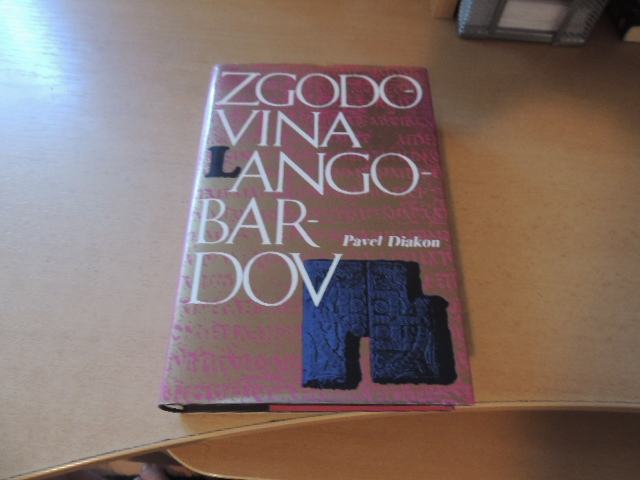 ZGODO-
VINA
LANGO-
BAR-
DOV
Pavel Diakon